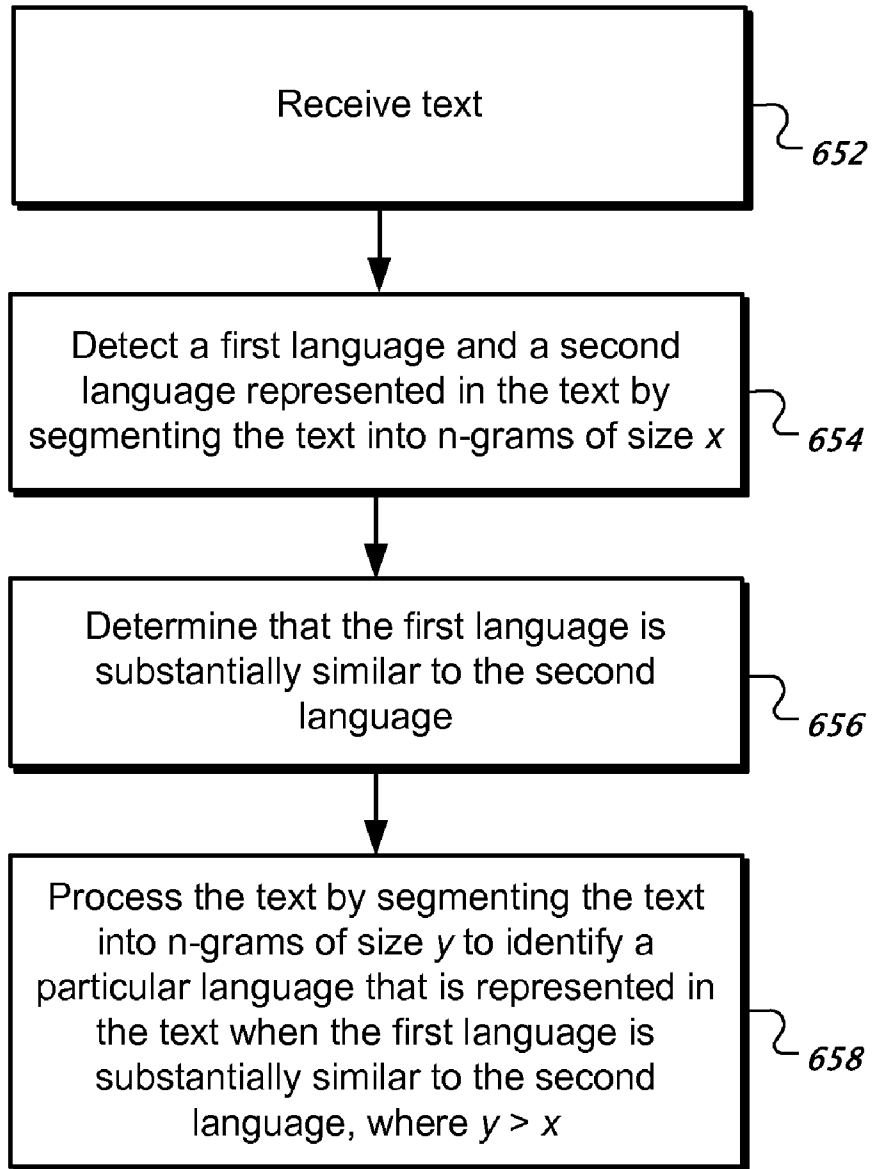 Receive text
652
Detect a first language and a second
language represented in the text by
segmenting the text into n-grams of size x
654
Determine that the first language is
substantially similar to the second
language
656
Process the text by segmenting the text
into n-grams of size y to identify a
particular language that is represented in
the text when the first language is
substantially similar to the second
language, where y > x
658